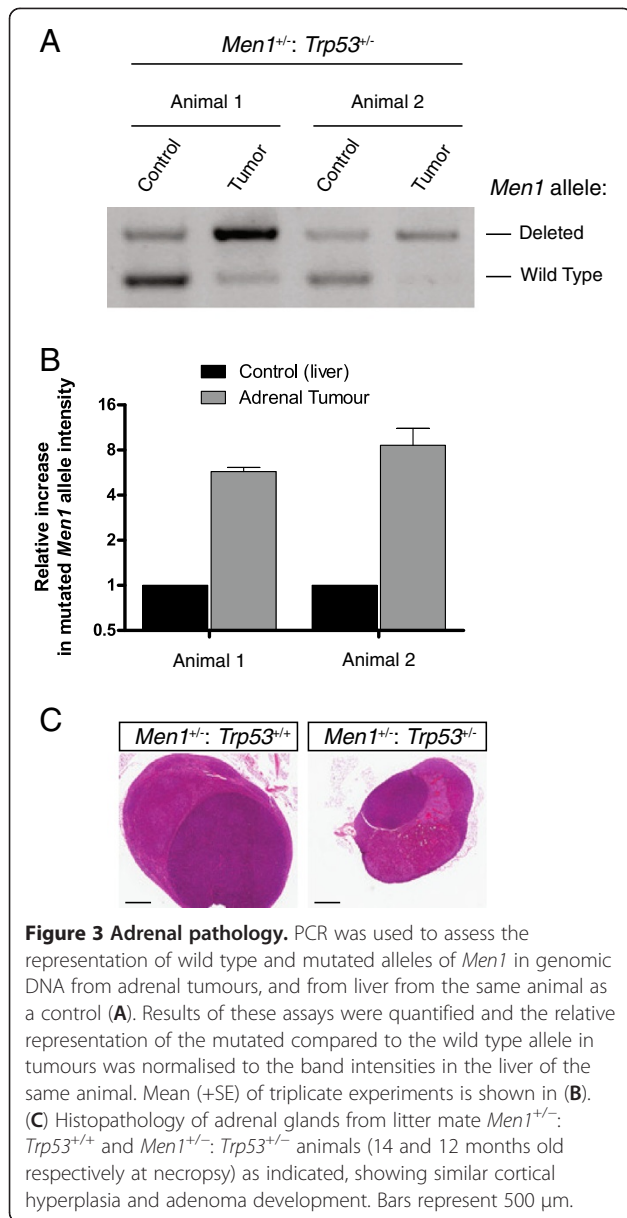 A
Men1+/-: Trp53+/-
Animal 1 Animal 2
Control Tumor Control Tumor
Men1 allele:
Deleted
Wild Type
B
Control (liver)
Adrenal Tumour
Relative increase
in mutated Men1 allele intensity
16
8
4
2
1
0.5
Animal 1 Animal 2
C
Men1+/-: Trp53+/+ Men1+/-: Trp53+/-
Figure 3 Adrenal pathology. PCR was used to assess the
representation of wild type and mutated alleles of Men1 in genomic
DNA from adrenal tumours, and from liver from the same animal as
a control (A). Results of these assays were quantified and the relative
representation of the mutated compared to the wild type allele in
tumours was normalised to the band intensities in the liver of the
same animal. Mean (+SE) of triplicate experiments is shown in (B).
(C) Histopathology of adrenal glands from litter mate Men1+/−:
Trp53+/+ and Men1+/−: Trp53+/− animals (14 and 12 months old
respectively at necropsy) as indicated, showing similar cortical
hyperplasia and adenoma development. Bars represent 500 μm.